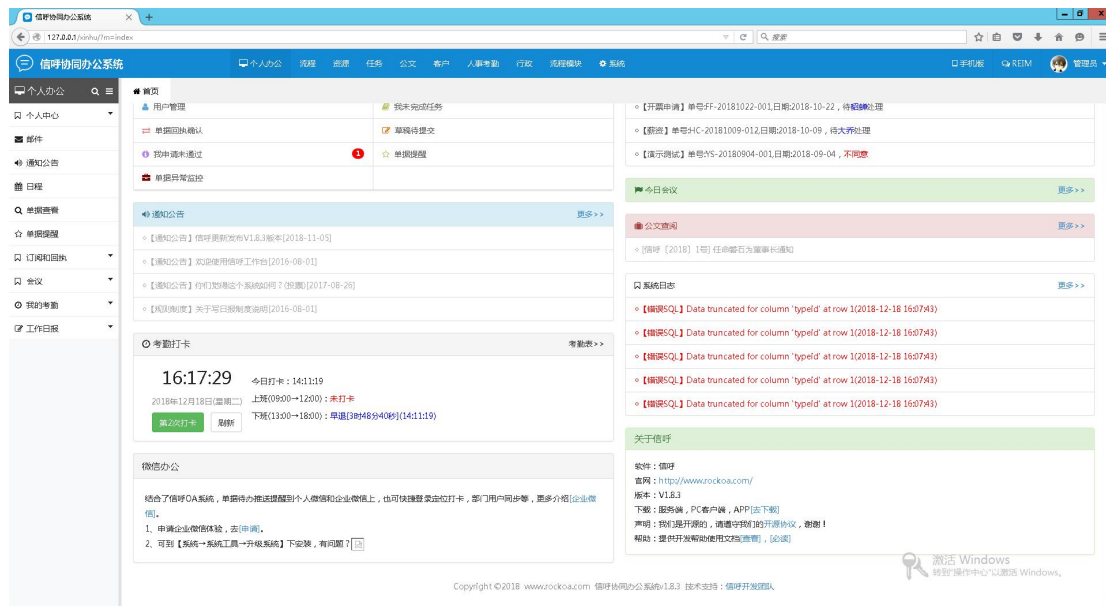 信呼协同办公系统
127.0.0.1/xinhu/?m=index
搜索
信呼协同办公系统
个人办公 流程 资源 任务 公文 客户 人事考勤 行政 流程模块 系统
手机版 REIM 管理员
个人办公
首页
个人中心
邮件
通知公告
日程
单据查看
单据提醒
订阅和回执
会议
我的考勤
工作日报
用户管理 我未完成任务
单据回执确认 草稿待提交
我申请未通过 1 单据提醒
单据异常监控
通知公告 更多>>
【通知公告】信呼更新发布V1.8.3版本[2018-11-05]
【通知公告】欢迎使用信呼工作台[2016-08-01]
【通知公告】你们觉得这个系统如何？(投票)[2017-08-26]
【规则制度】关于写日报制度说明[2016-08-01]
考勤打卡 考勤表>>
16:17:29
2018年12月18日(星期二)
第2次打卡 刷新
今日打卡：14:11:19
上班(09:00→12:00)：未打卡
下班(13:00→18:00)：早退[3时48分40秒](14:11:19)
微信办公
结合了信呼OA系统，单据待办推送提醒到个人微信和企业微信上，也可快捷登录定位打卡，部门用户同步等，更多介绍[企业微
信]。
1、申请企业微信体验，去[申请]。
2、可到【系统→系统工具→升级系统】下安装，有问题？
【开票申请】单号:FF-20181022-001,日期:2018-10-22，待貂蝉处理
【薪资】单号:HC-20181009-012,日期:2018-10-09，待大乔处理
【演示测试】单号:YS-20180904-001,日期:2018-09-04，不同意
今日会议 更多>>
公文查阅 更多>>
[信呼〔2018〕1号] 任命磐石为董事长通知
系统日志 更多>>
【错误SQL】Data truncated for column 'typeId' at row 1(2018-12-18 16:07:43)
【错误SQL】Data truncated for column 'typeId' at row 1(2018-12-18 16:07:43)
【错误SQL】Data truncated for column 'typeId' at row 1(2018-12-18 16:07:43)
【错误SQL】Data truncated for column 'typeId' at row 1(2018-12-18 16:07:43)
【错误SQL】Data truncated for column 'typeId' at row 1(2018-12-18 16:07:43)
关于信呼
软件：信呼
官网：http://www.rockoa.com/
版本：V1.8.3
下载：服务端，PC客户端，APP[去下载]
声明：我们是开源的，请遵守我们的开源协议，谢谢！
帮助：提供开发帮助使用文档[查看]，[必读]
激活 Windows
转到"操作中心"以激活 Windows。
Copyright ©2018 www.rockoa.com 信呼协同办公系统v1.8.3 技术支持：信呼开发团队